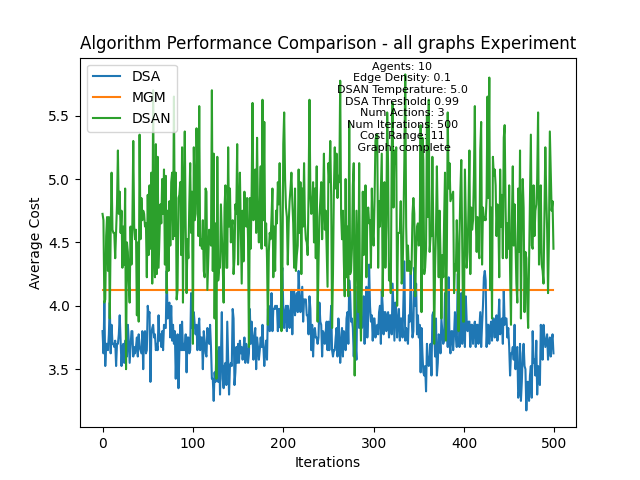 Algorithm Performance Comparison - all graphs Experiment
DSA
MGM
DSAN
Agents: 10
Edge Density: 0.1
DSAN Temperature: 5.0
DSA Threshold: 0.99
Num Actions: 3
Num Iterations: 500
Cost Range: 11
Graph: complete
Average Cost
5.5
5.0
4.5
4.0
3.5
0 100 200 300 400 500
Iterations